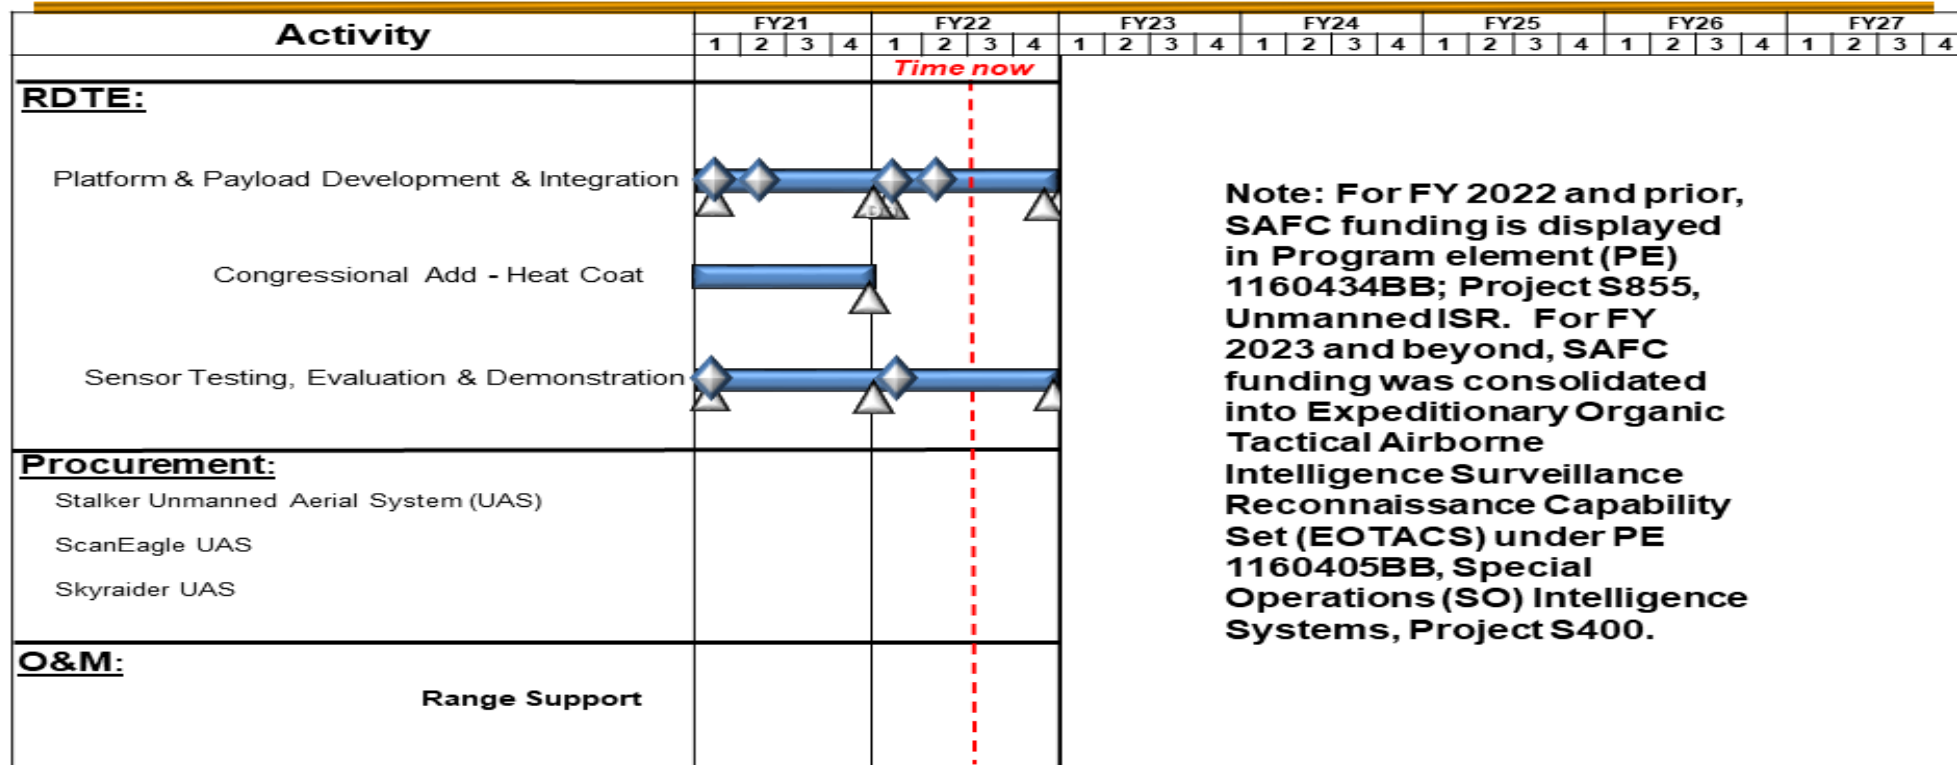 Activity
FY21 FY22 FY23 FY24 FY25 FY26 FY27
1 2 3 4 1 2 3 4 1 2 3 4 1 2 3 4 1 2 3 4 1 2 3 4 1 2 3 4
Time now
RDTE:
Platform & Payload Development & Integration
Congressional Add - Heat Coat
Sensor Testing, Evaluation & Demonstration
Procurement:
Stalker Unmanned Aerial System (UAS)
ScanEagle UAS
Skyraider UAS
O&M:
Range Support
Note: For FY 2022 and prior,
SAFC funding is displayed
in Program element (PE)
1160434BB; Project S855,
Unmanned ISR. For FY
2023 and beyond, SAFC
funding was consolidated
into Expeditionary Organic
Tactical Airborne
Intelligence Surveillance
Reconnaissance Capability
Set (EOTACS) under PE
1160405BB, Special
Operations (SO) Intelligence
Systems, Project S400.